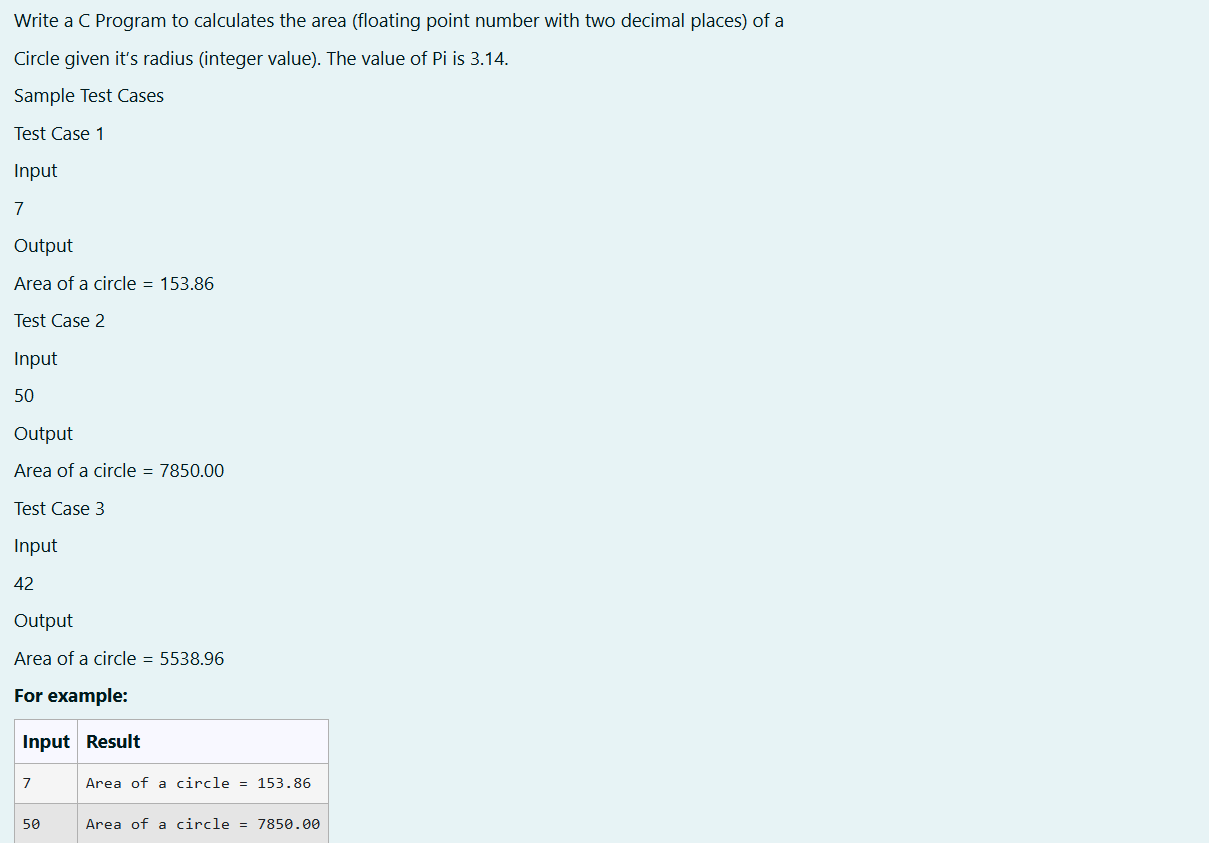 Write a C Program to calculates the area (floating point number with two decimal places) of a
Circle given it's radius (integer value). The value of Pi is 3.14.
Sample Test Cases
Test Case 1
Input
7
Output
Area of a circle = 153.86
Test Case 2
Input
50
Output
Area of a circle = 7850.00
Test Case 3
Input
42
Output
Area of a circle = 5538.96
For example:
Input Result
7 Area of a circle = 153.86
50 Area of a circle = 7850.00